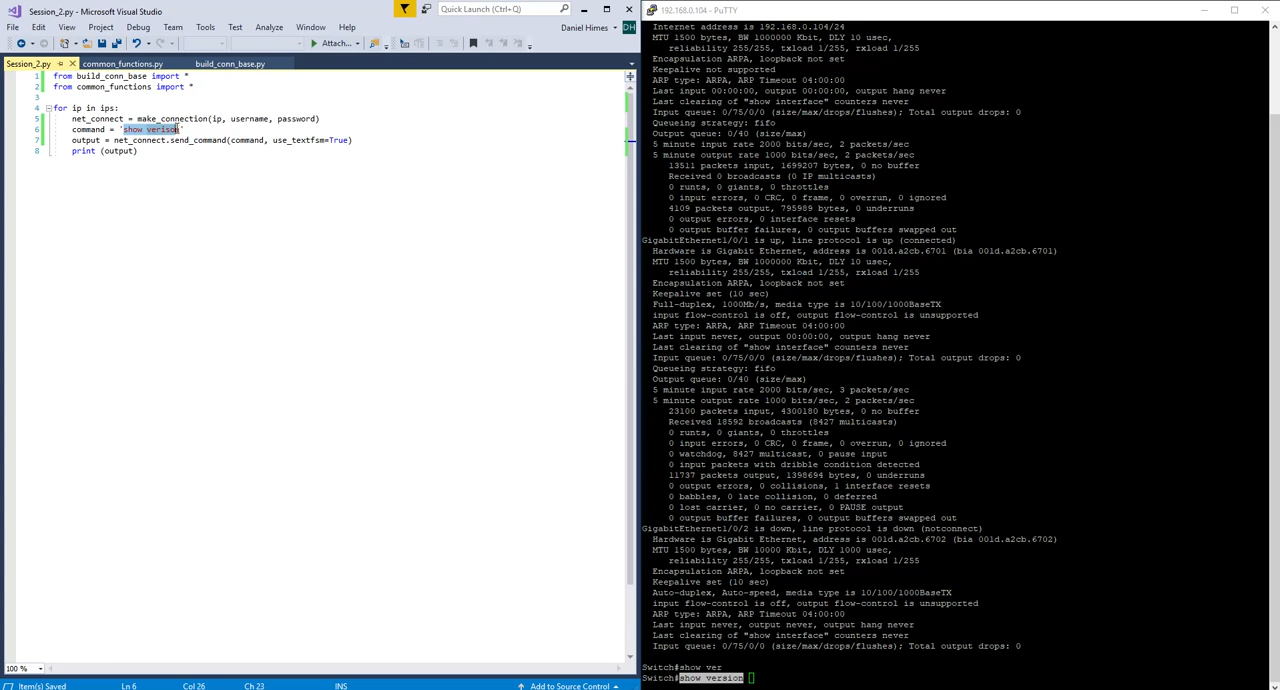 Session_2.py - Microsoft Visual Studio
Quick Launch (Ctrl+Q)
File Edit View Project Debug Team Tools Test Analyze Window Help
Daniel Himes DH
Attach...
Session_2.py common_functions.py build_conn_base.py
1 from build_conn_base import *
2 from common_functions import *
3
4 for ip in ips:
5 net_connect = make_connection(ip, username, password)
6 command = 'show verison'
7 output = net_connect.send_command(command, use_textfsm=True)
8 print (output)
100 %
Item(s) Saved Ln 6 Col 26 Ch 23 INS Add to Source Control
192.168.0.104 - PuTTY
Internet address is 192.168.0.104/24
MTU 1500 bytes, BW 1000000 Kbit, DLY 10 usec,
reliability 255/255, txload 1/255, rxload 1/255
Encapsulation ARPA, loopback not set
Keepalive not supported
ARP type: ARPA, ARP Timeout 04:00:00
Last input 00:00:00, output 00:00:00, output hang never
Last clearing of "show interface" counters never
Input queue: 0/75/0/0 (size/max/drops/flushes); Total output drops: 0
Queueing strategy: fifo
Output queue: 0/40 (size/max)
5 minute input rate 2000 bits/sec, 2 packets/sec
5 minute output rate 1000 bits/sec, 2 packets/sec
13511 packets input, 1699207 bytes, 0 no buffer
Received 0 broadcasts (0 IP multicasts)
0 runts, 0 giants, 0 throttles
0 input errors, 0 CRC, 0 frame, 0 overrun, 0 ignored
4109 packets output, 795989 bytes, 0 underruns
0 output errors, 0 interface resets
0 output buffer failures, 0 output buffers swapped out
GigabitEthernet1/0/1 is up, line protocol is up (connected)
Hardware is Gigabit Ethernet, address is 001d.a2cb.6701 (bia 001d.a2cb.6701)
MTU 1500 bytes, BW 1000000 Kbit, DLY 10 usec,
reliability 255/255, txload 1/255, rxload 1/255
Encapsulation ARPA, loopback not set
Keepalive set (10 sec)
Full-duplex, 1000Mb/s, media type is 10/100/1000BaseTX
input flow-control is off, output flow-control is unsupported
ARP type: ARPA, ARP Timeout 04:00:00
Last input never, output 00:00:00, output hang never
Last clearing of "show interface" counters never
Input queue: 0/75/0/0 (size/max/drops/flushes); Total output drops: 0
Queueing strategy: fifo
Output queue: 0/40 (size/max)
5 minute input rate 2000 bits/sec, 3 packets/sec
5 minute output rate 1000 bits/sec, 2 packets/sec
23100 packets input, 4300180 bytes, 0 no buffer
Received 18592 broadcasts (8427 multicasts)
0 runts, 0 giants, 0 throttles
0 input errors, 0 CRC, 0 frame, 0 overrun, 0 ignored
0 watchdog, 8427 multicast, 0 pause input
0 input packets with dribble condition detected
11737 packets output, 1398694 bytes, 0 underruns
0 output errors, 0 collisions, 1 interface resets
0 babbles, 0 late collision, 0 deferred
0 lost carrier, 0 no carrier, 0 PAUSE output
0 output buffer failures, 0 output buffers swapped out
GigabitEthernet1/0/2 is down, line protocol is down (notconnect)
Hardware is Gigabit Ethernet, address is 001d.a2cb.6702 (bia 001d.a2cb.6702)
MTU 1500 bytes, BW 10000 Kbit, DLY 1000 usec,
reliability 255/255, txload 1/255, rxload 1/255
Encapsulation ARPA, loopback not set
Keepalive set (10 sec)
Auto-duplex, Auto-speed, media type is 10/100/1000BaseTX
input flow-control is off, output flow-control is unsupported
ARP type: ARPA, ARP Timeout 04:00:00
Last input never, output never, output hang never
Last clearing of "show interface" counters never
Input queue: 0/75/0/0 (size/max/drops/flushes); Total output drops: 0
Switch#show ver
Switch#show version